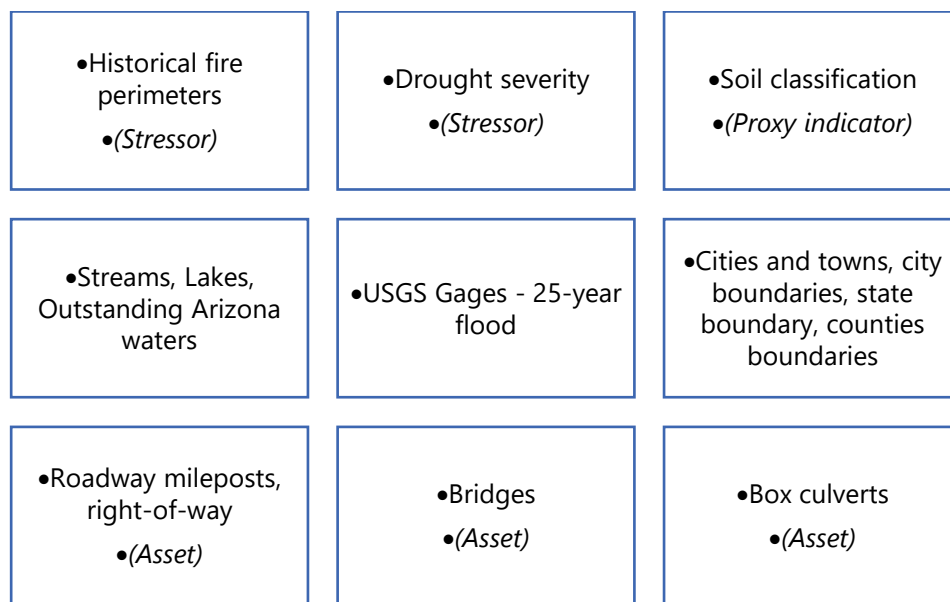 •Historical fire
perimeters
•(Stressor)
•Drought severity
•(Stressor)
•Soil classification
•(Proxy indicator)
•Streams, Lakes,
Outstanding Arizona
waters
•USGS Gages - 25-year
flood
•Cities and towns, city
boundaries, state
boundary, counties
boundaries
•Roadway mileposts,
right-of-way
•(Asset)
•Bridges
•(Asset)
•Box culverts
•(Asset)